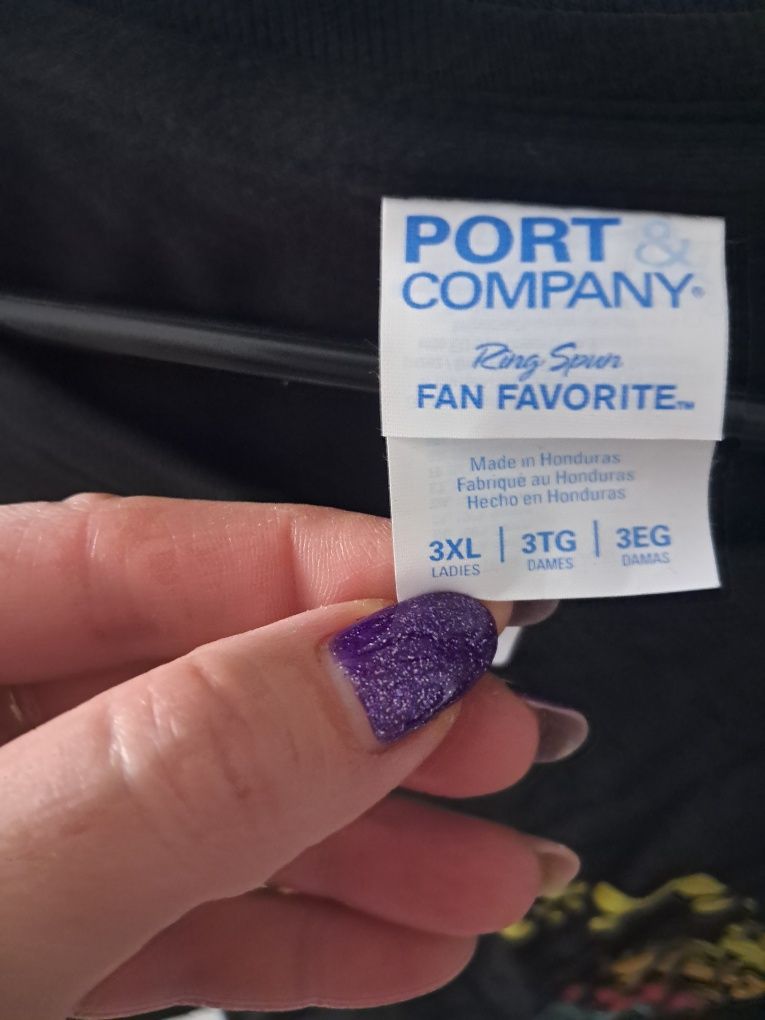 PORT &
COMPANY®
Ring Spun
FAN FAVORITE™
Made in Honduras
Fabriqué au Honduras
Hecho en Honduras
3XL | 3TG | 3EG
LADIES DAMES DAMAS